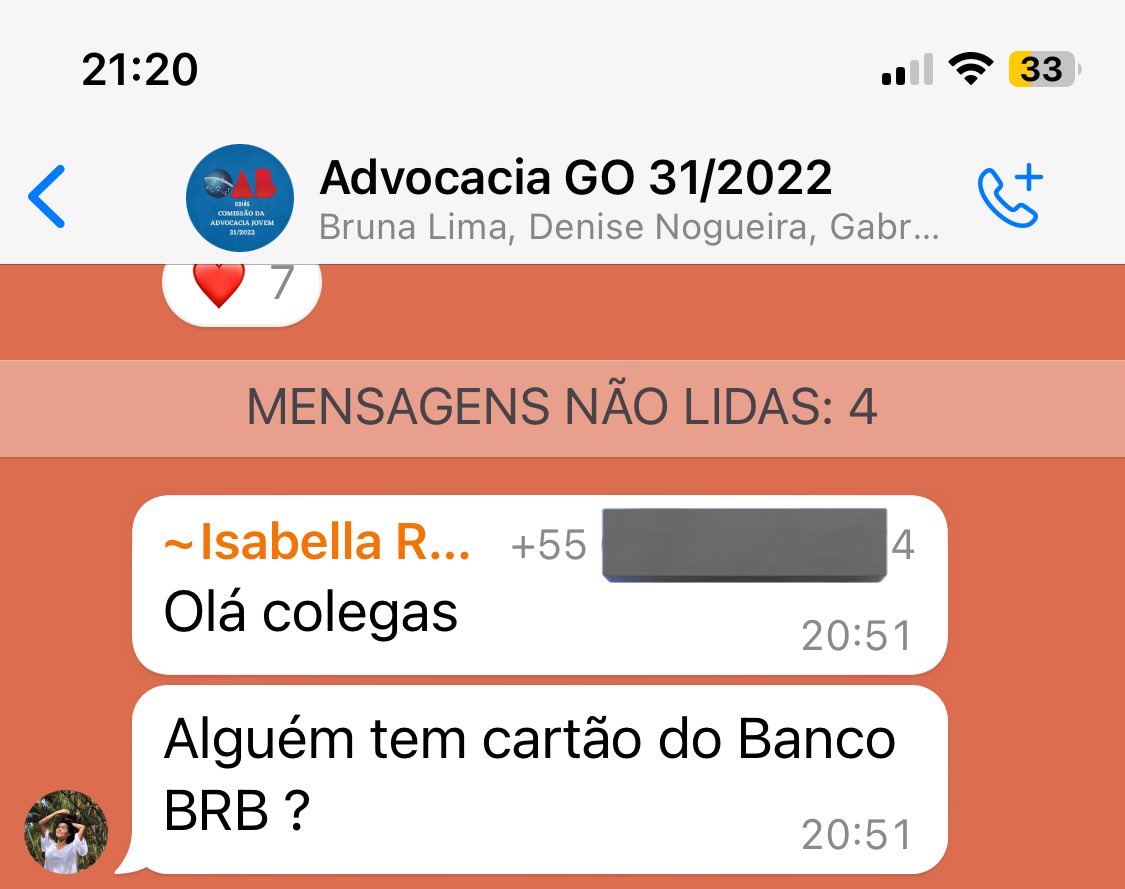 21:20
33
OAB
GOIÁS
COMISSÃO DA
ADVOCACIA JOVEM
31/2022
Advocacia GO 31/2022
Bruna Lima, Denise Nogueira, Gabr...
❤️ 7
MENSAGENS NÃO LIDAS: 4
~Isabella R... +55 4
Olá colegas
20:51
Alguém tem cartão do Banco
BRB ?
20:51